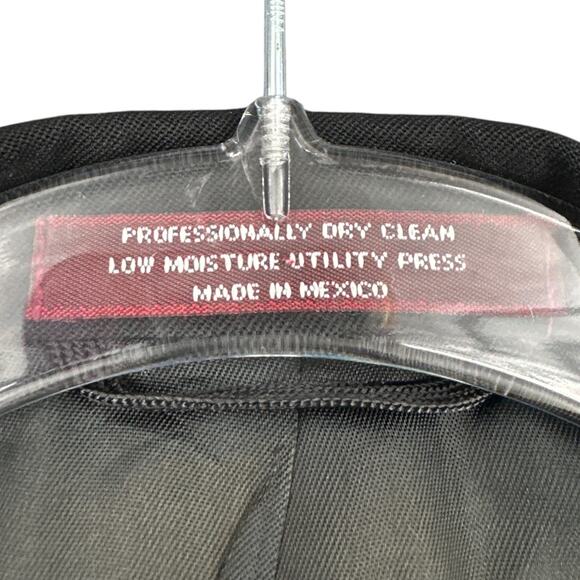 PROFESSIONALLY DRY CLEAN
LOW MOISTURE-UTILITY PRESS
MADE IN MEXICO